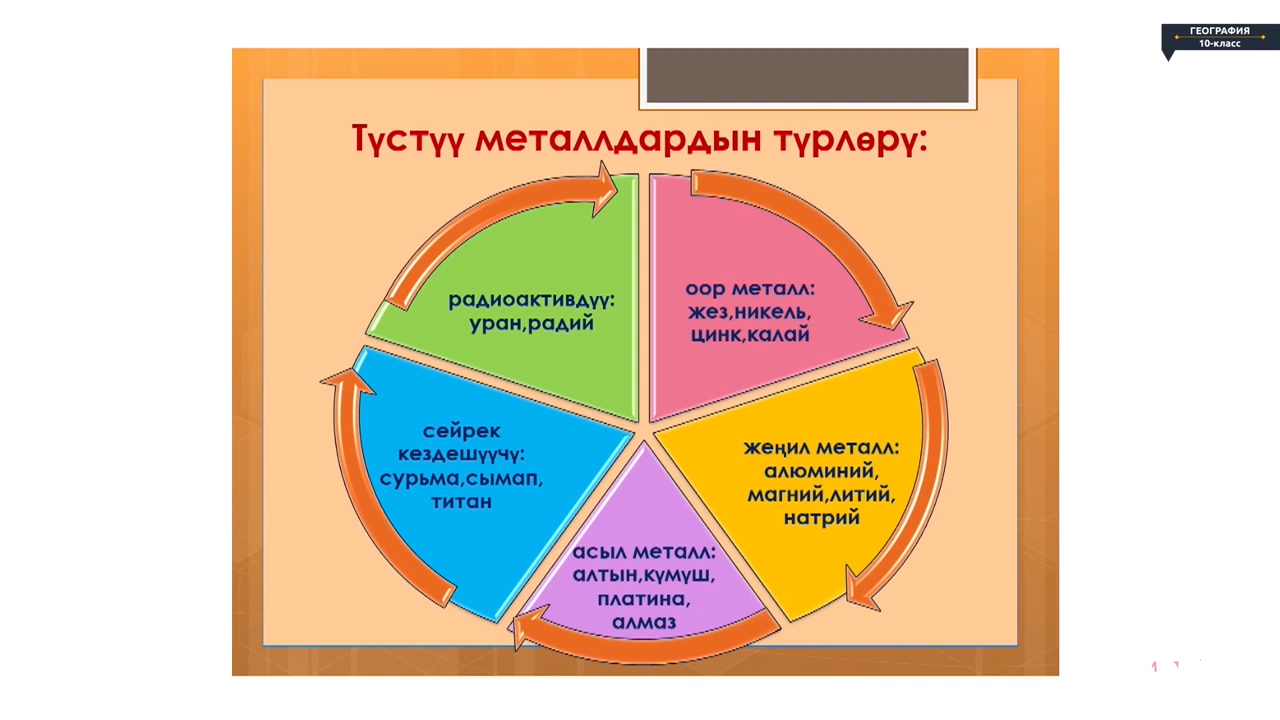 ГЕОГРАФИЯ
10-класс
Түстүү металлдардын түрлөрү:
радиоактивдүү:
уран,радий
оор металл:
жез,никель,
цинк,калай
жеңил металл:
алюминий,
магний,литий,
натрий
асыл металл:
алтын,күмүш,
платина,
алмаз
сейрек
кездешүүчү:
сурьма,сымап,
титан